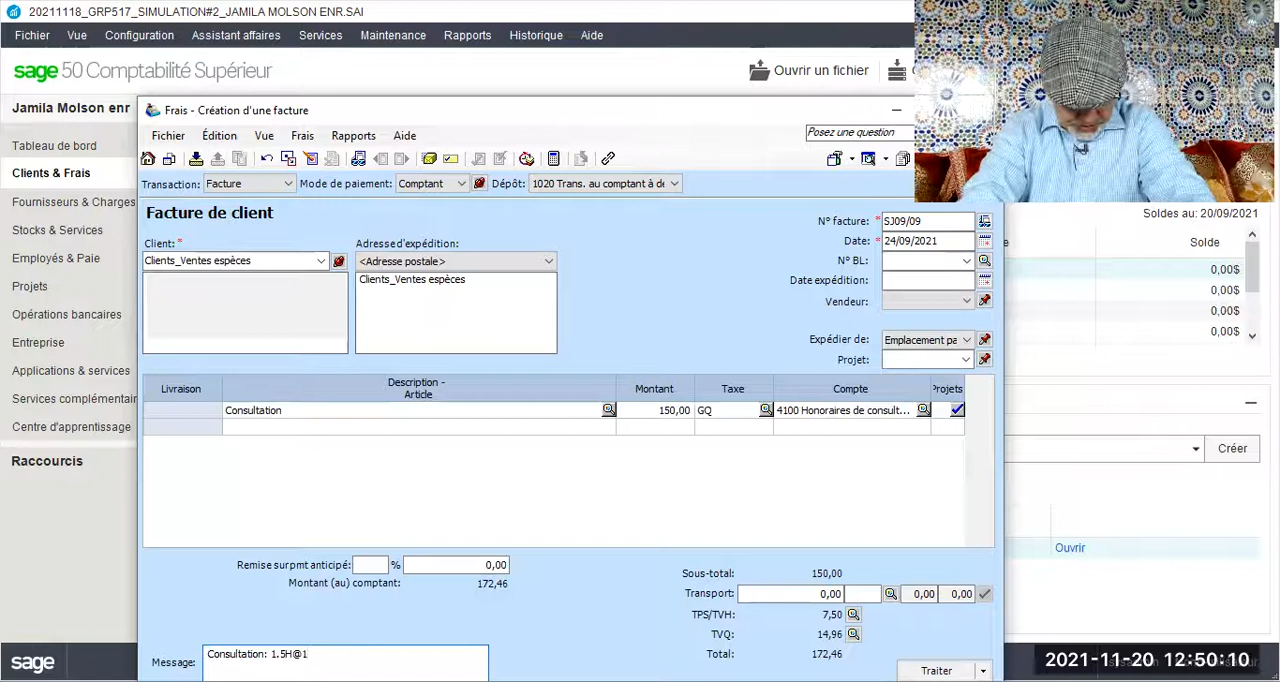 20211118_GRP517_SIMULATION#2_JAMILA MOLSON ENR.SAI
Fichier Vue Configuration Assistant affaires Services Maintenance Rapports Historique Aide
sage 50 Comptabilité Supérieur
Ouvrir un fichier
Jamila Molson enr
Tableau de bord
Clients & Frais
Fournisseurs & Charges
Stocks & Services
Employés & Paie
Projets
Opérations bancaires
Entreprise
Applications & services
Services complémentair
Centre d'apprentissage
Raccourcis
Frais - Création d'une facture
Fichier Édition Vue Frais Rapports Aide
Posez une question
Transaction: Facture Mode de paiement: Comptant Dépôt: 1020 Trans. au comptant à dé
Facture de client
Client: *
Clients_Ventes espèces
Adresse d'expédition:
<Adresse postale>
Clients_Ventes espèces
N° facture: * SJ09/09
Date: * 24/09/2021
N° BL:
Date expédition:
Vendeur:
Expédier de: Emplacement pa
Projet:
Livraison Description - Article Montant Taxe Compte Projets
Consultation 150,00 GQ 4100 Honoraires de consult...
Remise sur pmt anticipé: % 0,00
Montant (au) comptant: 172,46
Sous-total: 150,00
Transport: 0,00 0,00 0,00
TPS/TVH: 7,50
TVQ: 14,96
Total: 172,46
Message: Consultation: 1.5H@1
Traiter
Soldes au: 20/09/2021
Solde
0,00$
0,00$
0,00$
0,00$
Créer
Ouvrir
sage
2021-11-20 12:50:10